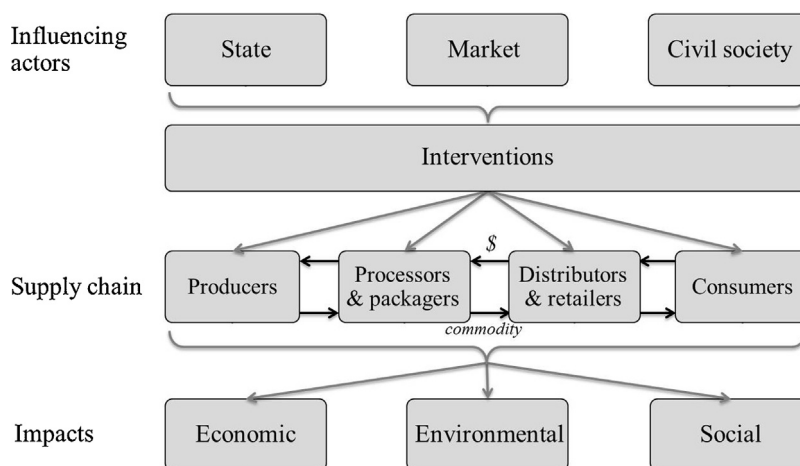 Influencing
actors
State
Market
Civil society
Interventions
$
Supply chain
Producers
Processors
& packagers
Distributors
& retailers
Consumers
commodity
Impacts
Economic
Environmental
Social